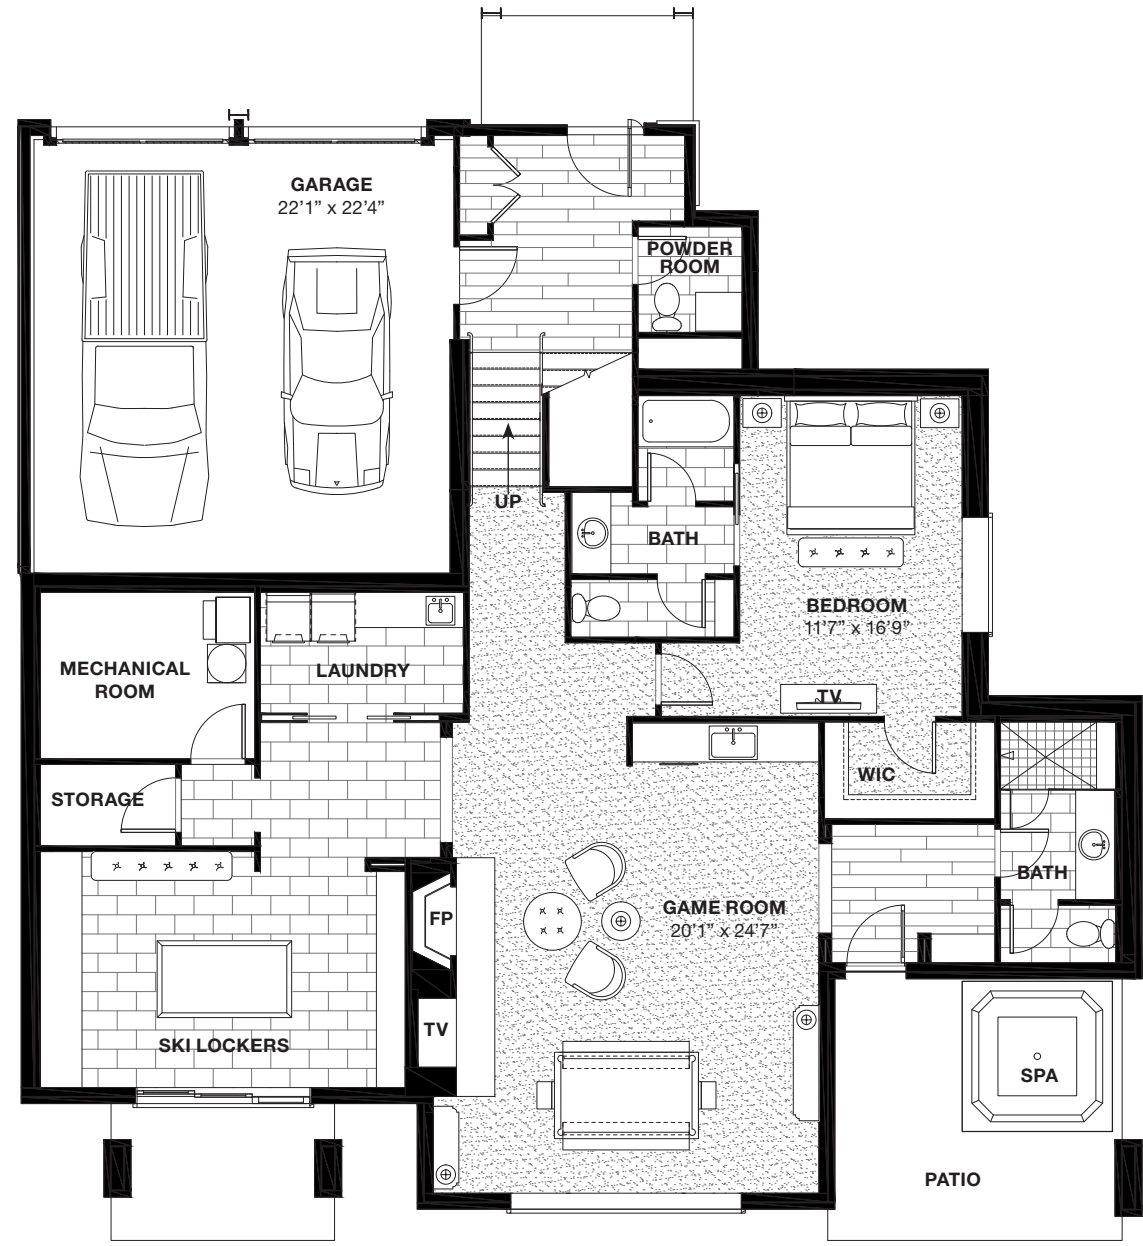 GARAGE
22'1” x 22'4”
POWDER
ROOM
UP
BATH
BEDROOM
11'7” x 16'9”
MECHANICAL
ROOM
LAUNDRY
TV
WIC
STORAGE
BATH
FP
GAME ROOM
20'1” x 24'7”
TV
SKI LOCKERS
SPA
PATIO